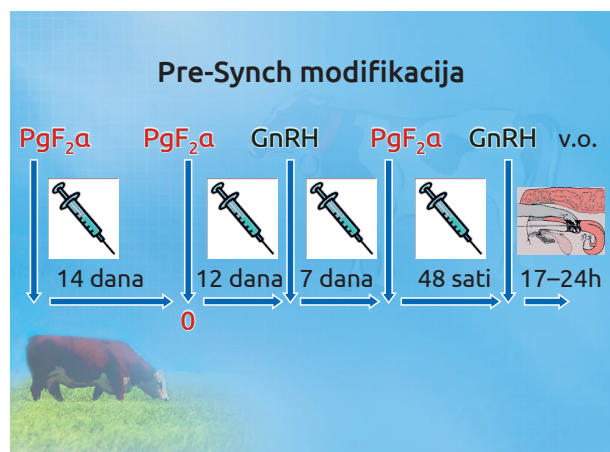 Pre-Synch modifikacija
PgF₂α PgF₂α GnRH PgF₂α GnRH v.o.
14 dana 12 dana 7 dana 48 sati 17–24h
0